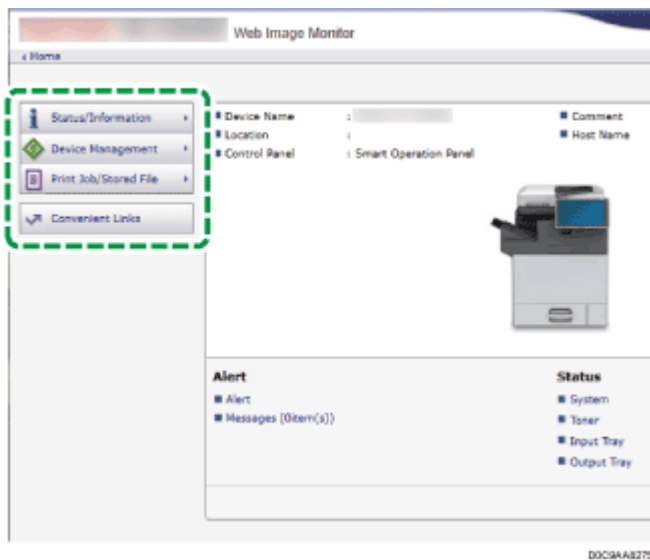 Web Image Monitor
Home
Status/Information
Device Management
Print Job/Stored File
Convenient Links
Device Name :
Comment
Location :
Host Name
Control Panel : Smart Operation Panel
Alert
Alert
Messages (0item(s))
Status
System
Toner
Input Tray
Output Tray
D0C9AA8275